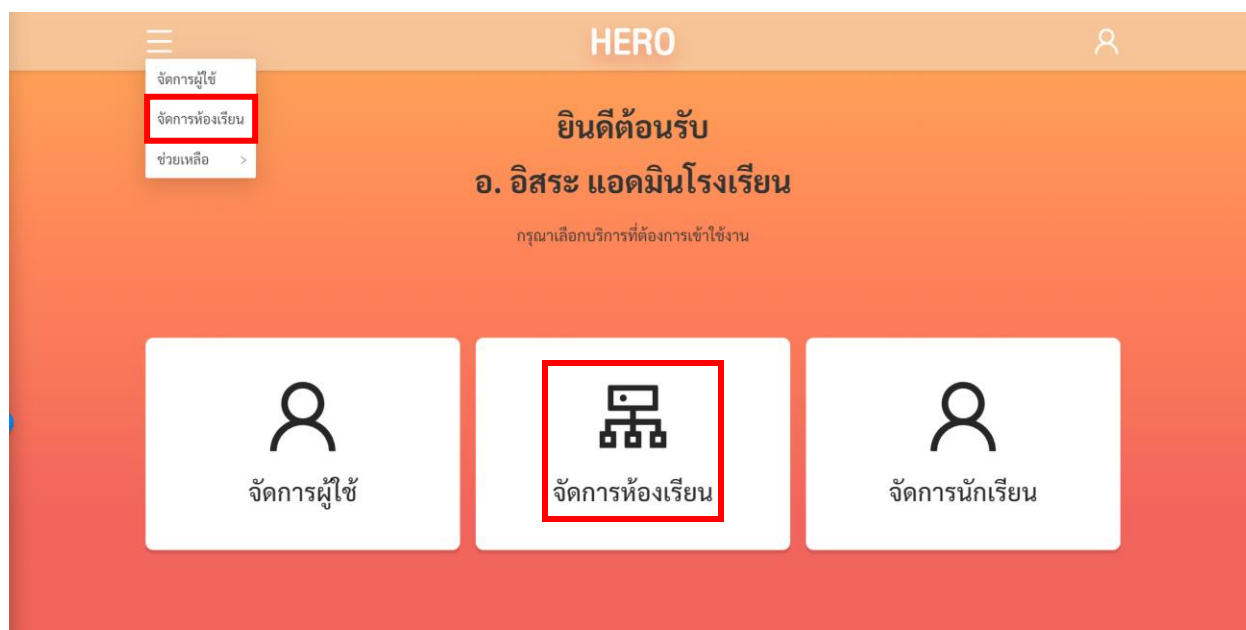 HERO
จัดการผู้ใช้
จัดการห้องเรียน
ช่วยเหลือ >
ยินดีต้อนรับ
อ. อิสระ แอดมินโรงเรียน
กรุณาเลือกบริการที่ต้องการเข้าใช้งาน
จัดการผู้ใช้
จัดการห้องเรียน
จัดการนักเรียน